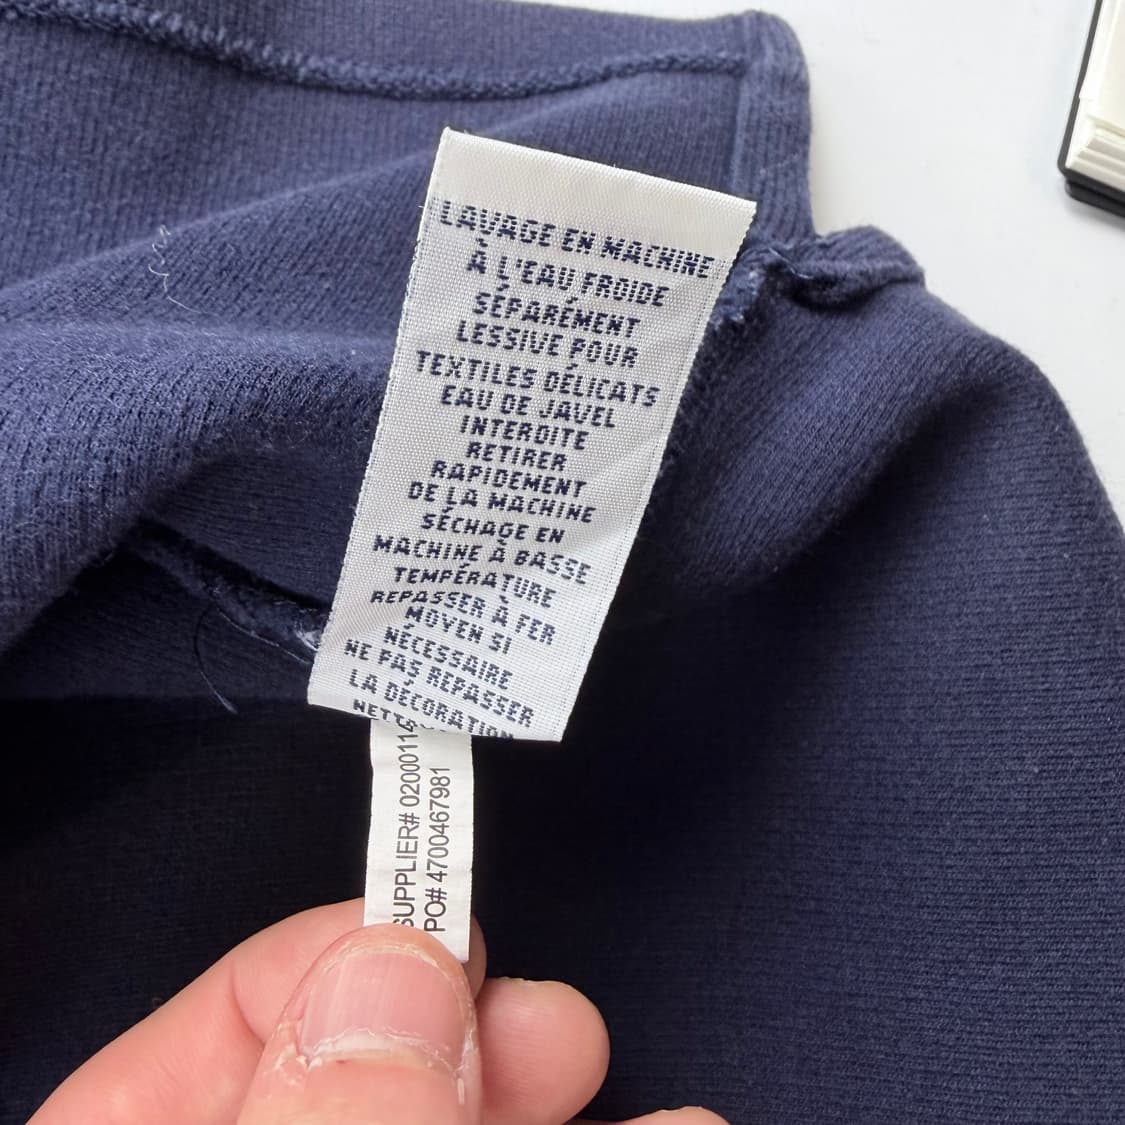 LAVAGE EN MACHINE
À L'EAU FROIDE
SÉPARÉMENT
LESSIVE POUR
TEXTILES DÉLICATS
EAU DE JAVEL
INTERDITE
RETIRER
RAPIDEMENT
DE LA MACHINE
SÉCHAGE EN
MACHINE À BASSE
TEMPÉRATURE
REPASSER À FER
MOYEN SI
NÉCESSAIRE
NE PAS REPASSER
LA DÉCORATION
SUPPLIER# 02000114
PO# 4700467981